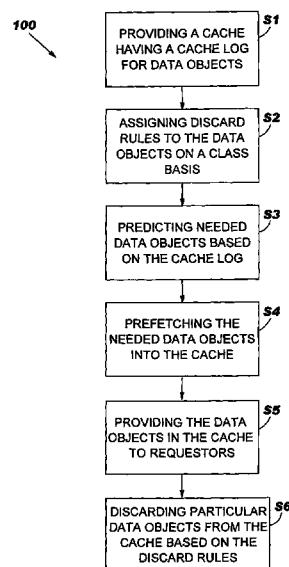 100
S1
PROVIDING A CACHE
HAVING A CACHE LOG
FOR DATA OBJECTS
S2
ASSIGNING DISCARD
RULES TO THE DATA
OBJECTS ON A CLASS
BASIS
S3
PREDICTING NEEDED
DATA OBJECTS BASED
ON THE CACHE LOG
S4
PREFETCHING THE
NEEDED DATA OBJECTS
INTO THE CACHE
S5
PROVIDING THE DATA
OBJECTS IN THE CACHE
TO REQUESTORS
S6
DISCARDING PARTICULAR
DATA OBJECTS FROM THE
CACHE BASED ON THE
DISCARD RULES